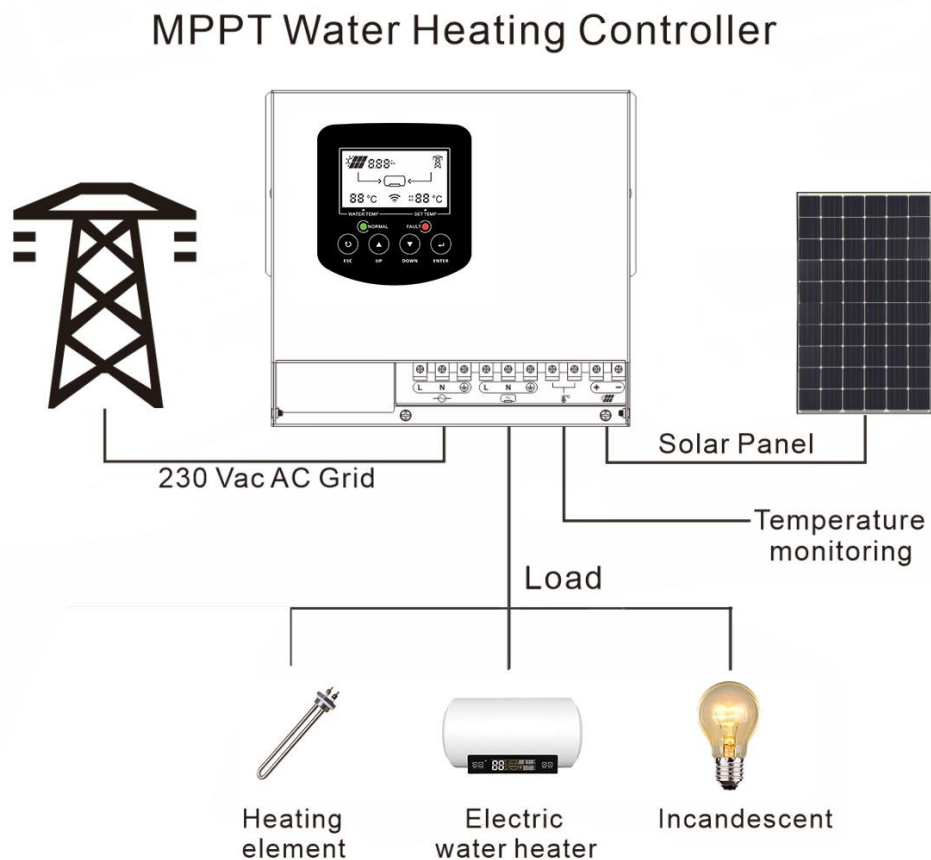 MPPT Water Heating Controller
888
88 °C 88 °C
WATER TEMP SET TEMP
NORMAL FAULT
ESC UP DOWN ENTER
L N L N °C + −
230 Vac AC Grid
Solar Panel
Temperature
monitoring
Load
88
Heating
element
Electric
water heater
Incandescent